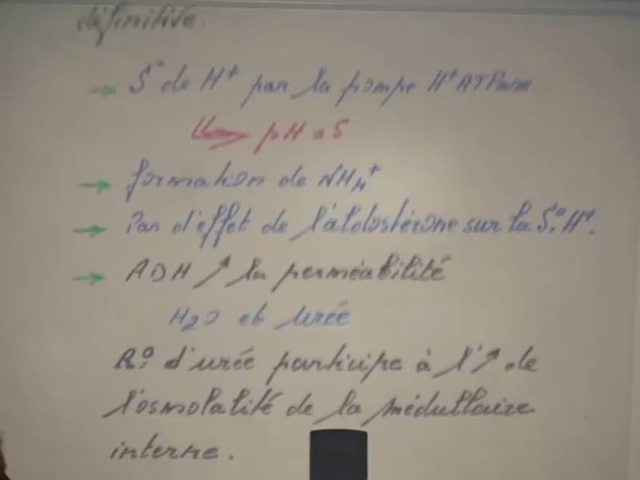 définitive.
→ S° de H+ par la pompe H+ATPase
↳ pH = 5
→ formation de NH4+
→ Pas d'effet de l'aldostérone sur la S° H+.
→ ADH ↗ la perméabilité
H2O et urée
R° d'urée participe à l'↗ de
l'osmolalité de la médullaire
interne.